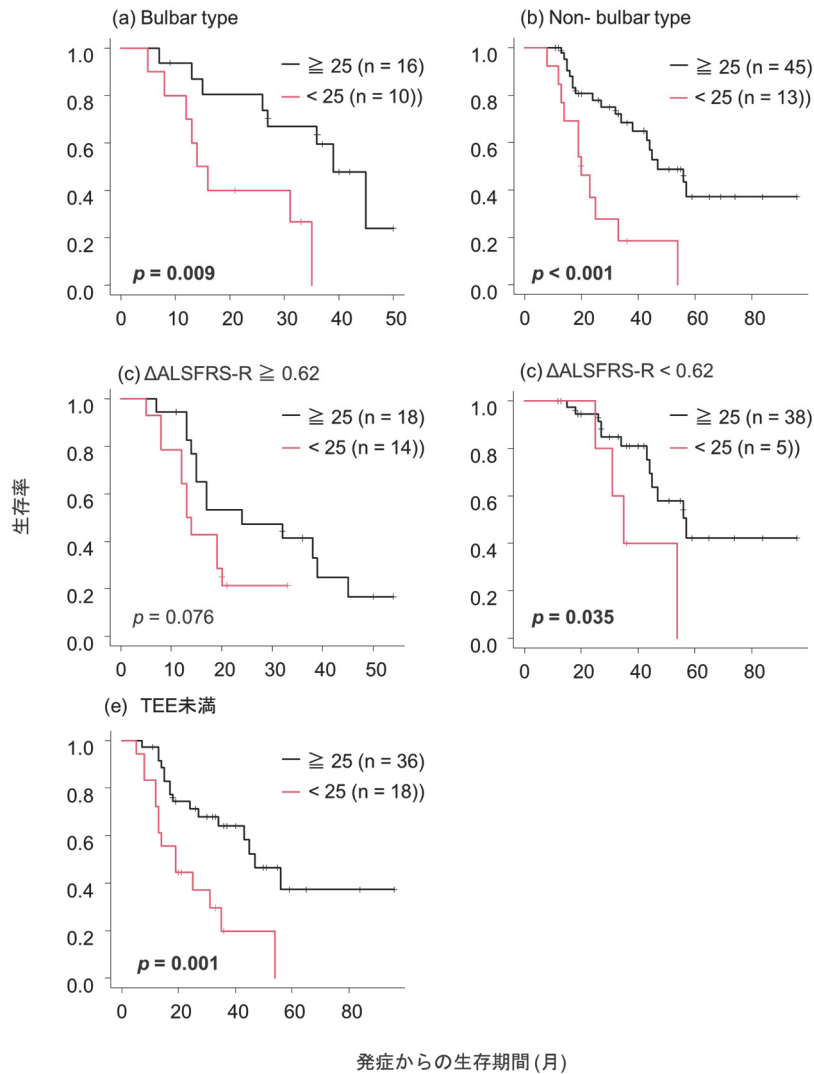 (a) Bulbar type
≧ 25 (n = 16)
< 25 (n = 10))
1.0
0.8
0.6
0.4
0.2
0.0
p = 0.009
0 10 20 30 40 50
(b) Non- bulbar type
≧ 25 (n = 45)
< 25 (n = 13))
1.0
0.8
0.6
0.4
0.2
0.0
p < 0.001
0 20 40 60 80
(c) ΔALSFRS-R ≧ 0.62
≧ 25 (n = 18)
< 25 (n = 14))
1.0
0.8
0.6
0.4
0.2
0.0
p = 0.076
0 10 20 30 40 50
(c) ΔALSFRS-R < 0.62
≧ 25 (n = 38)
< 25 (n = 5))
1.0
0.8
0.6
0.4
0.2
0.0
p = 0.035
0 20 40 60 80
生存率
(e) TEE未満
≧ 25 (n = 36)
< 25 (n = 18))
1.0
0.8
0.6
0.4
0.2
0.0
p = 0.001
0 20 40 60 80
発症からの生存期間 (月)